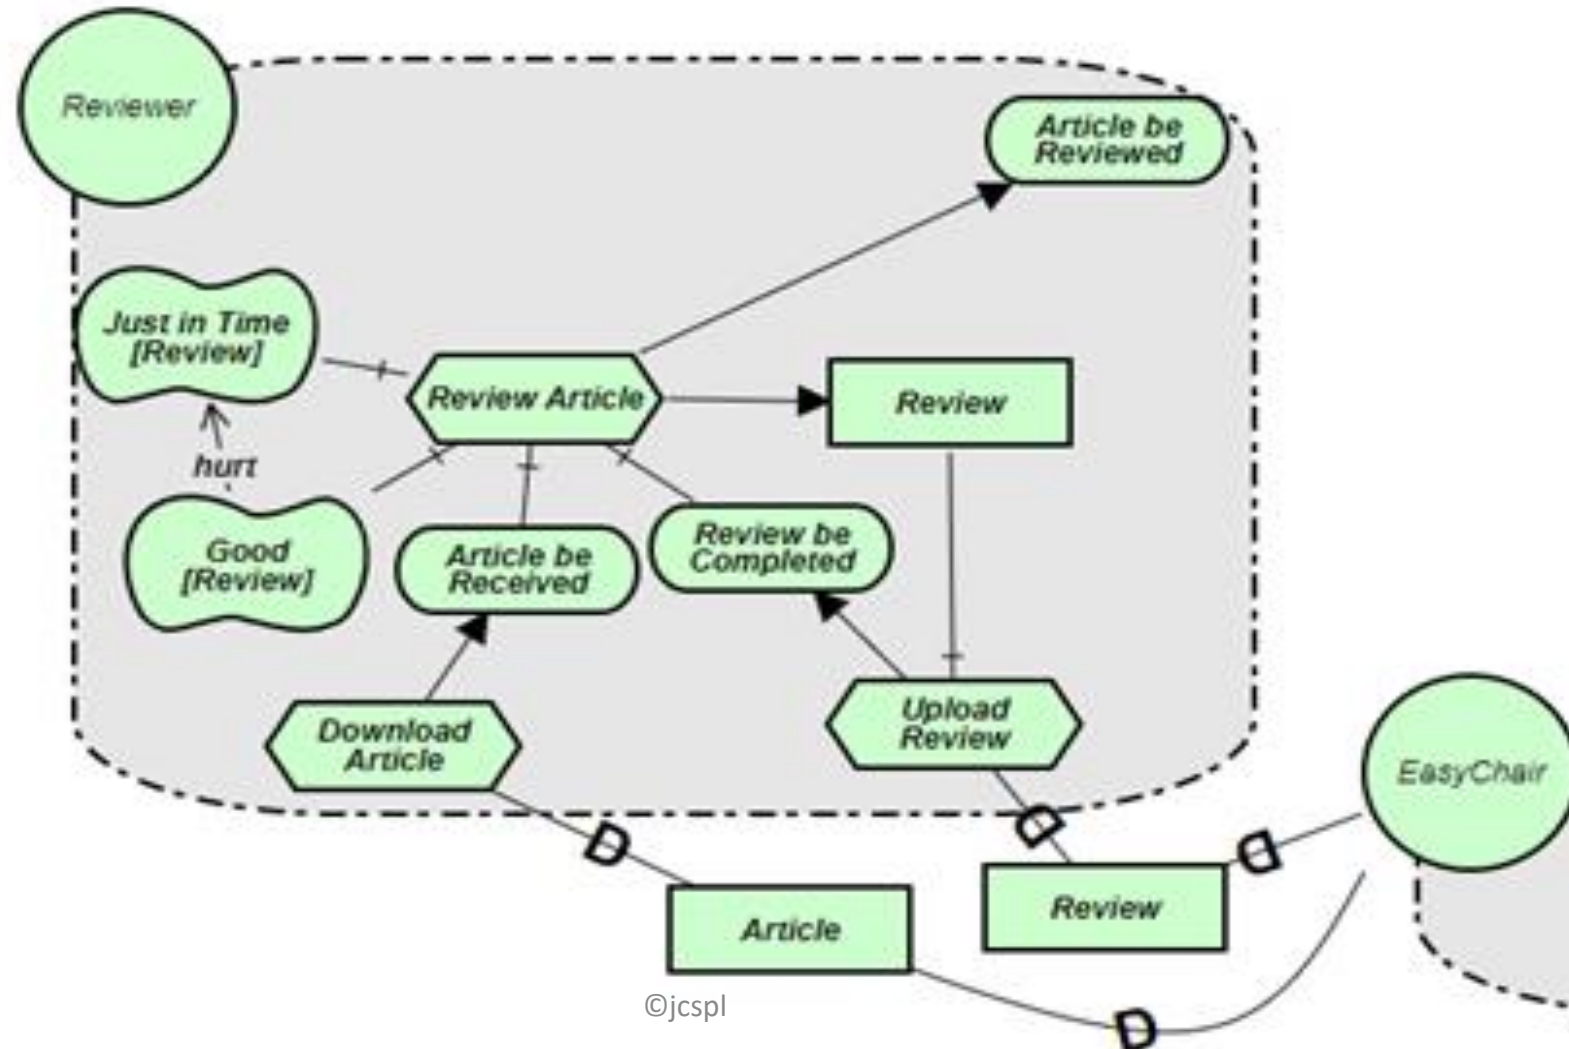 Reviewer
Article be
Reviewed
Just in Time
[Review]
Review Article
Review
hurt
Good
[Review]
Article be
Received
Review be
Completed
Download
Article
Upload
Review
EasyChair
D
D
D
Article
Review
D
©jcspl